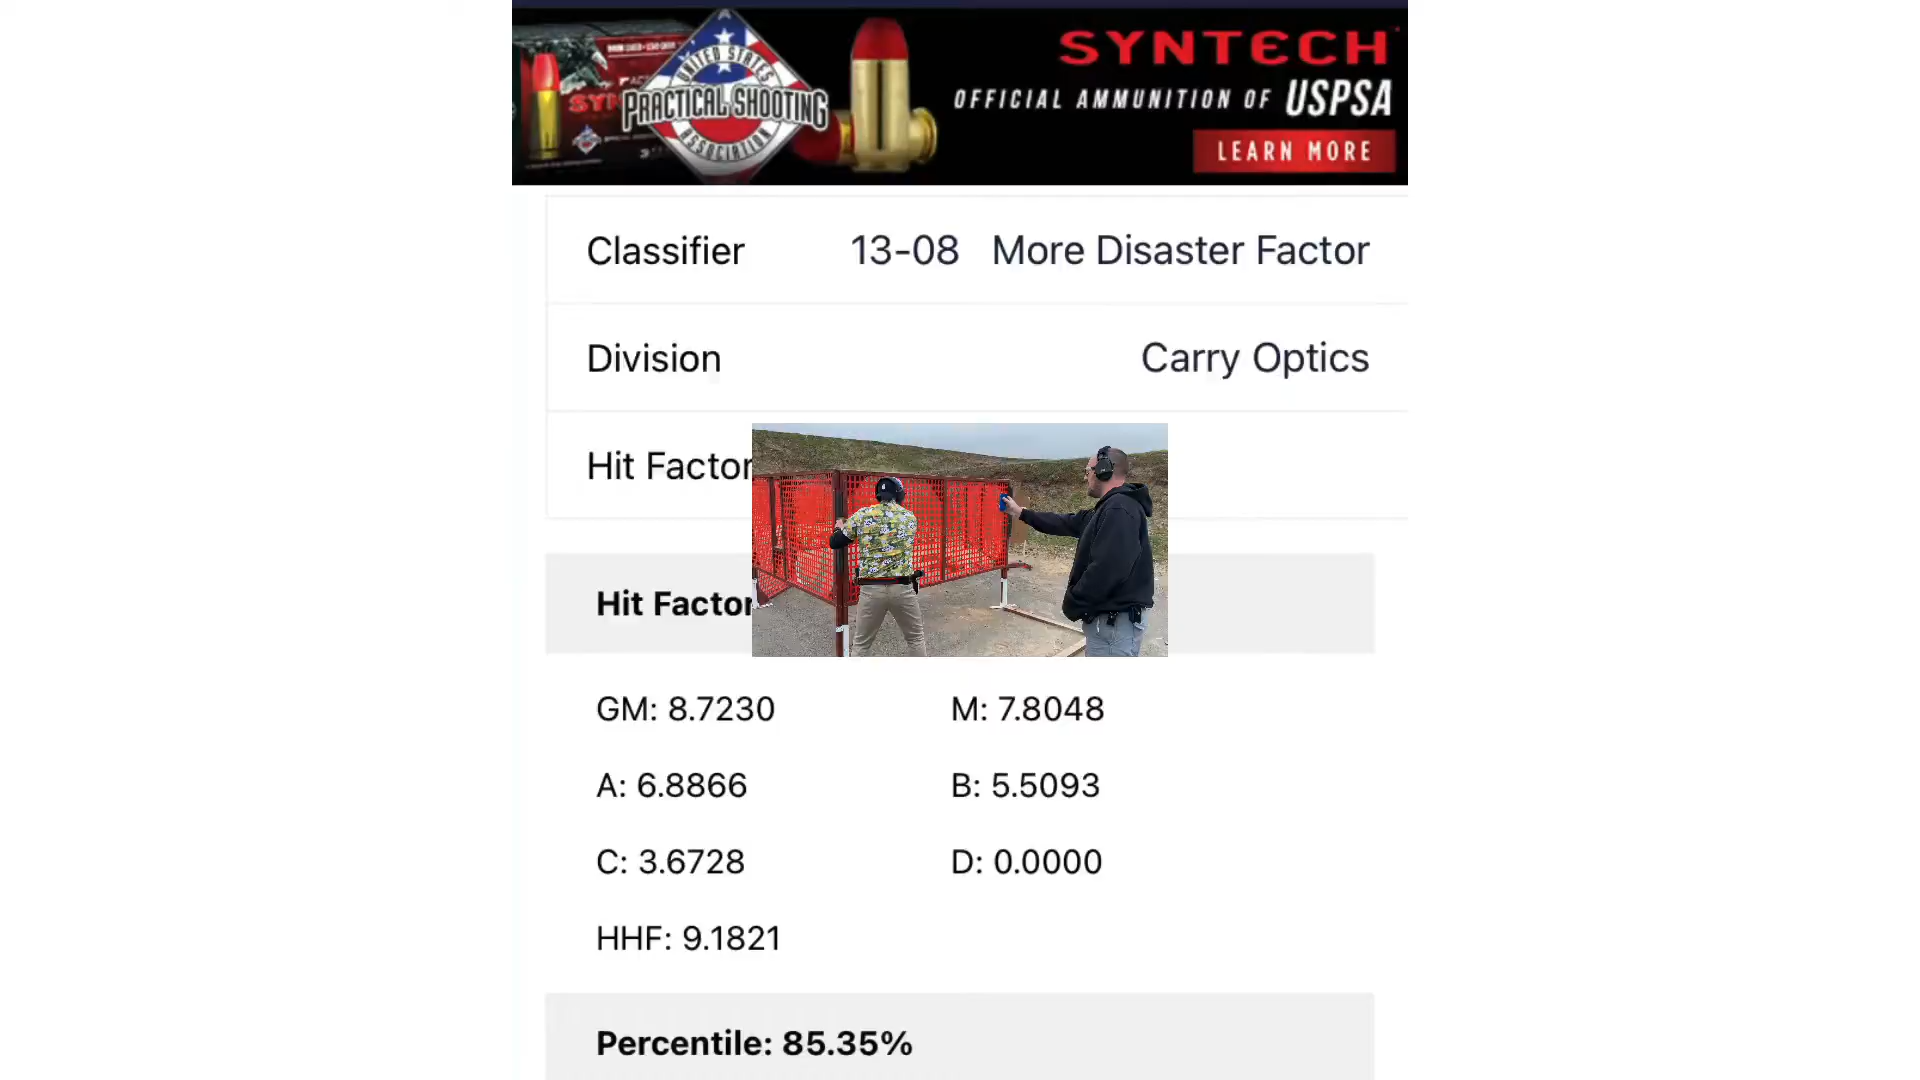 SYNTECH
UNITED STATES
PRACTICAL SHOOTING
ASSOCIATION
OFFICIAL AMMUNITION OF USPSA
LEARN MORE
Classifier 13-08 More Disaster Factor
Division Carry Optics
Hit Factor
Hit Factor
GM: 8.7230 M: 7.8048
A: 6.8866 B: 5.5093
C: 3.6728 D: 0.0000
HHF: 9.1821
Percentile: 85.35%